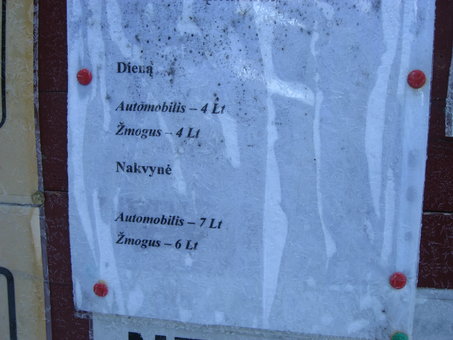 Dieną
Automobilis – 4 Lt
Žmogus – 4 Lt
Nakvynė
Automobilis – 7 Lt
Žmogus – 6 Lt